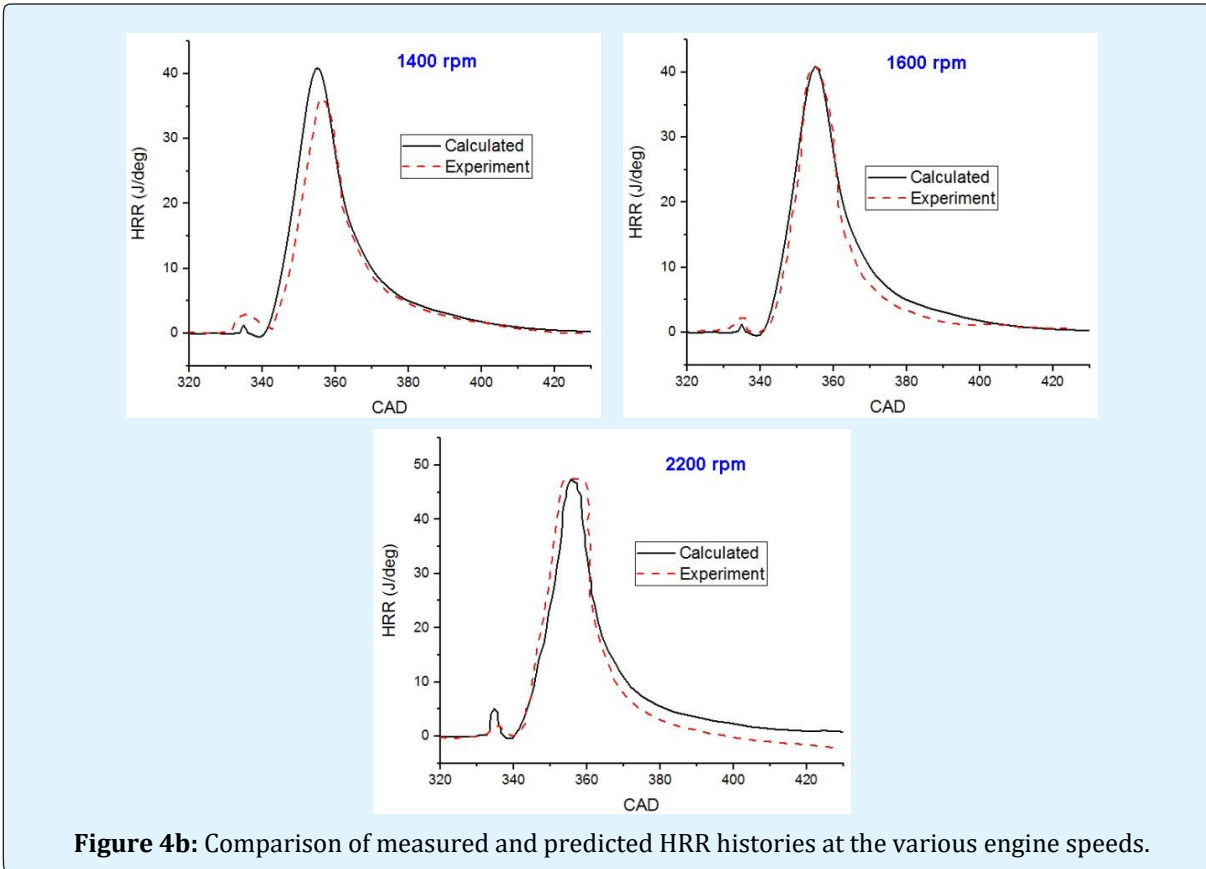 1400 rpm
40
30
20
10
0
HRR (J/deg)
Calculated
Experiment
320 340 360 380 400 420
CAD
1600 rpm
40
30
20
10
0
HRR (J/deg)
Calculated
Experiment
320 340 360 380 400 420
CAD
2200 rpm
50
40
30
20
10
0
HRR (J/deg)
Calculated
Experiment
320 340 360 380 400 420
CAD
Figure 4b: Comparison of measured and predicted HRR histories at the various engine speeds.